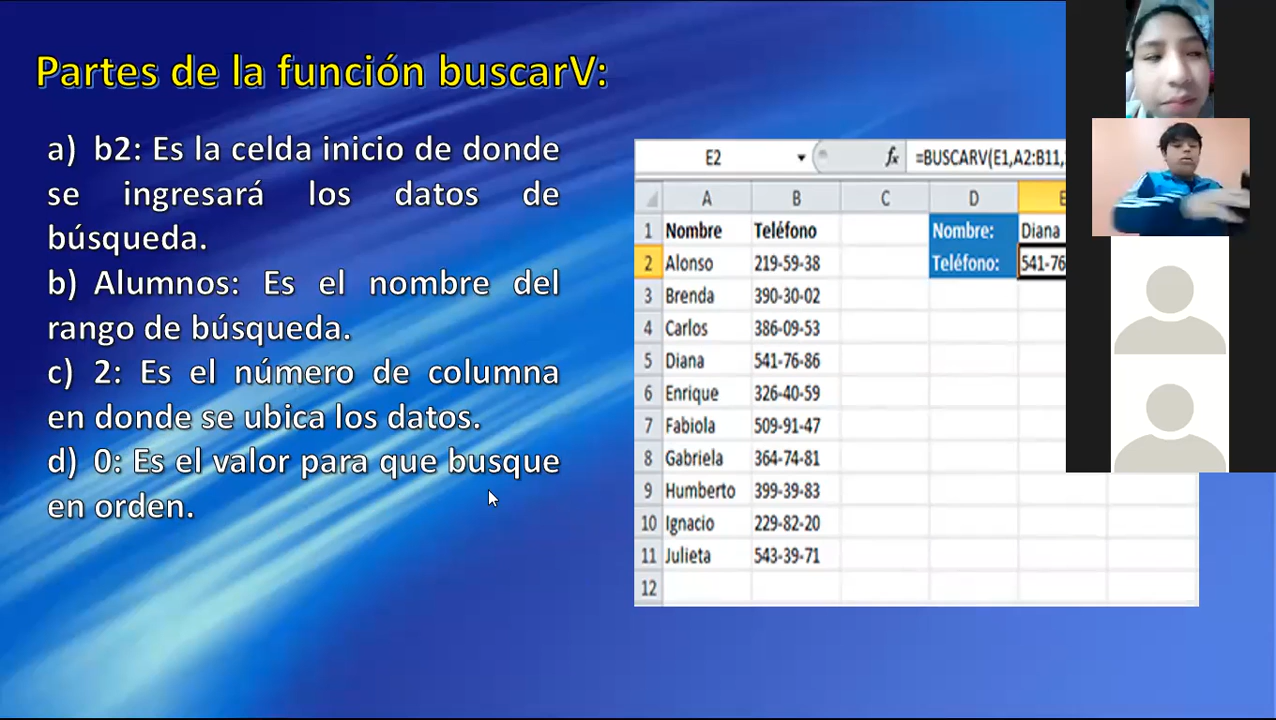 Partes de la función buscarV:
a) b2: Es la celda inicio de donde
se ingresará los datos de
búsqueda.
b) Alumnos: Es el nombre del
rango de búsqueda.
c) 2: Es el número de columna
en donde se ubica los datos.
d) 0: Es el valor para que busque
en orden.
E2 fx =BUSCARV(E1,A2:B11,
A B C D
1 Nombre Teléfono Nombre: Diana
2 Alonso 219-59-38 Teléfono: 541-76
3 Brenda 390-30-02
4 Carlos 386-09-53
5 Diana 541-76-86
6 Enrique 326-40-59
7 Fabiola 509-91-47
8 Gabriela 364-74-81
9 Humberto 399-39-83
10 Ignacio 229-82-20
11 Julieta 543-39-71
12